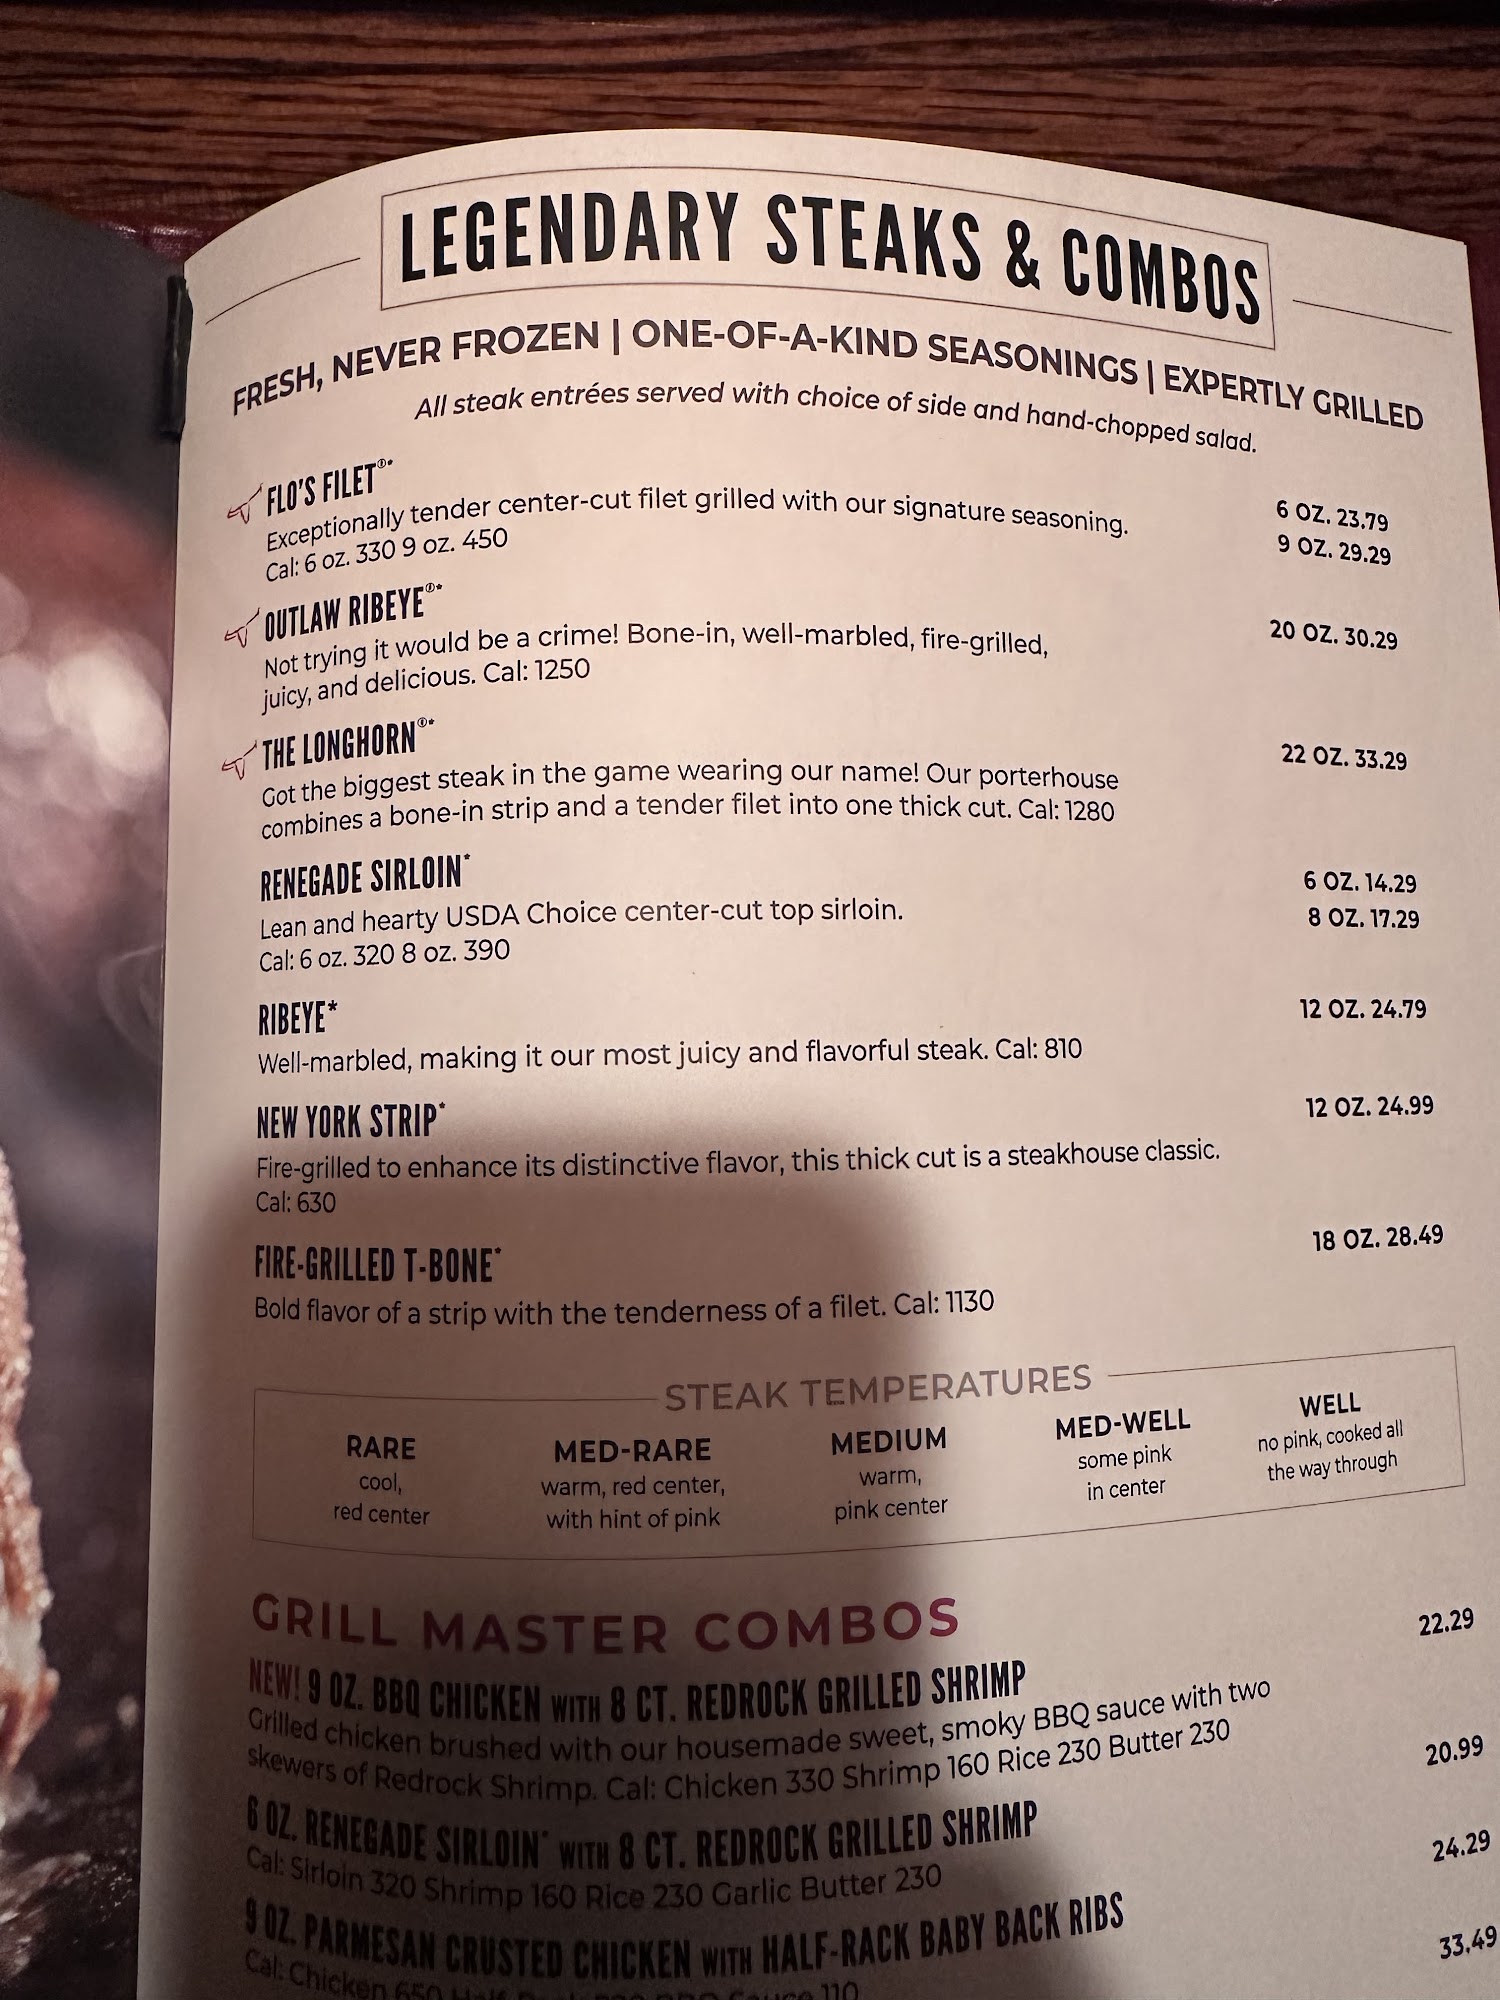 LEGENDARY STEAKS & COMBOS
FRESH, NEVER FROZEN | ONE-OF-A-KIND SEASONINGS | EXPERTLY GRILLED
All steak entrées served with choice of side and hand-chopped salad.
FLO'S FILET®*
Exceptionally tender center-cut filet grilled with our signature seasoning.
Cal: 6 oz. 330 9 oz. 450
6 OZ. 23.79
9 OZ. 29.29
OUTLAW RIBEYE®*
Not trying it would be a crime! Bone-in, well-marbled, fire-grilled,
juicy, and delicious. Cal: 1250
20 OZ. 30.29
THE LONGHORN®*
Got the biggest steak in the game wearing our name! Our porterhouse
combines a bone-in strip and a tender filet into one thick cut. Cal: 1280
22 OZ. 33.29
RENEGADE SIRLOIN*
Lean and hearty USDA Choice center-cut top sirloin.
Cal: 6 oz. 320 8 oz. 390
6 OZ. 14.29
8 OZ. 17.29
RIBEYE*
Well-marbled, making it our most juicy and flavorful steak. Cal: 810
12 OZ. 24.79
NEW YORK STRIP*
Fire-grilled to enhance its distinctive flavor, this thick cut is a steakhouse classic.
Cal: 630
12 OZ. 24.99
FIRE-GRILLED T-BONE*
Bold flavor of a strip with the tenderness of a filet. Cal: 1130
18 OZ. 28.49
STEAK TEMPERATURES
RARE
cool,
red center
MED-RARE
warm, red center,
with hint of pink
MEDIUM
warm,
pink center
MED-WELL
some pink
in center
WELL
no pink, cooked all
the way through
GRILL MASTER COMBOS
NEW! 9 OZ. BBQ CHICKEN WITH 8 CT. REDROCK GRILLED SHRIMP
22.29
Grilled chicken brushed with our housemade sweet, smoky BBQ sauce with two
skewers of Redrock Shrimp. Cal: Chicken 330 Shrimp 160 Rice 230 Butter 230
6 OZ. RENEGADE SIRLOIN* WITH 8 CT. REDROCK GRILLED SHRIMP
20.99
Cal: Sirloin 320 Shrimp 160 Rice 230 Garlic Butter 230
9 OZ. PARMESAN CRUSTED CHICKEN WITH HALF-RACK BABY BACK RIBS
24.29
Cal: Chicken 650 110
33.49